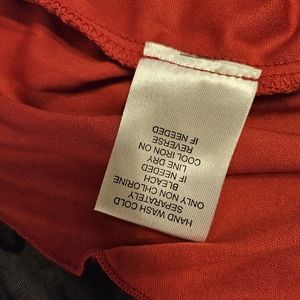 HAND WASH COLD
SEPARATELY
ONLY NON CHLORINE
BLEACH
IF NEEDED
LINE DRY
COOL IRON ON
REVERSE
IF NEEDED